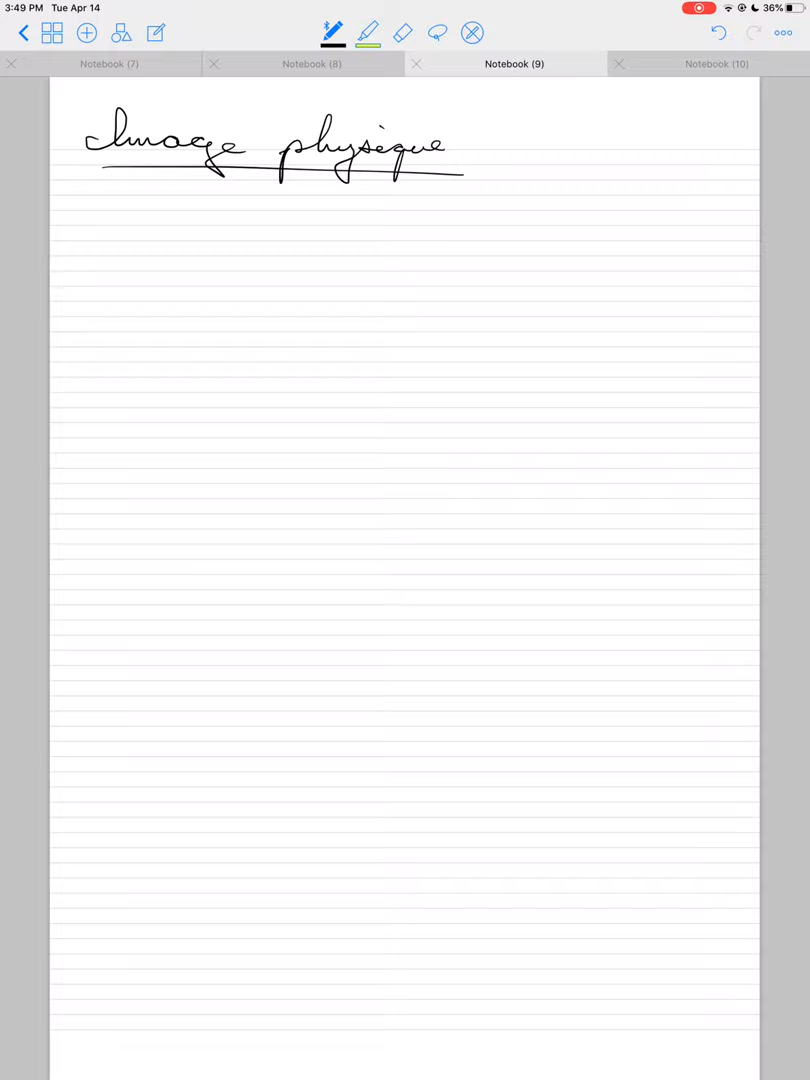 3:49 PM Tue Apr 14 36%
Notebook (7) Notebook (8) Notebook (9) Notebook (10)
Image physique